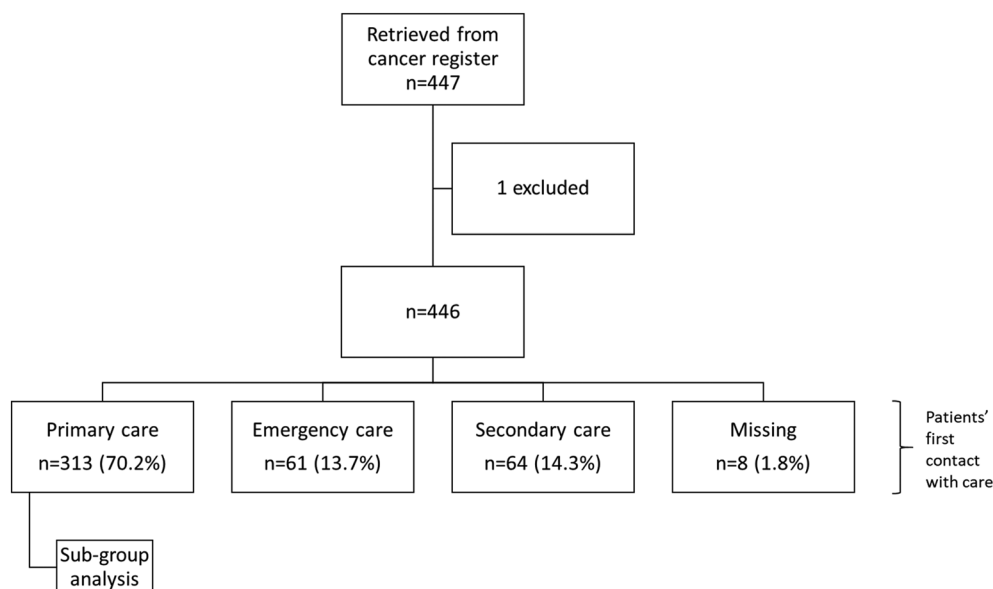 Retrieved from
cancer register
n=447
1 excluded
n=446
Primary care
n=313 (70.2%)
Emergency care
n=61 (13.7%)
Secondary care
n=64 (14.3%)
Missing
n=8 (1.8%)
Patients’
first
contact
with care
Sub-group
analysis